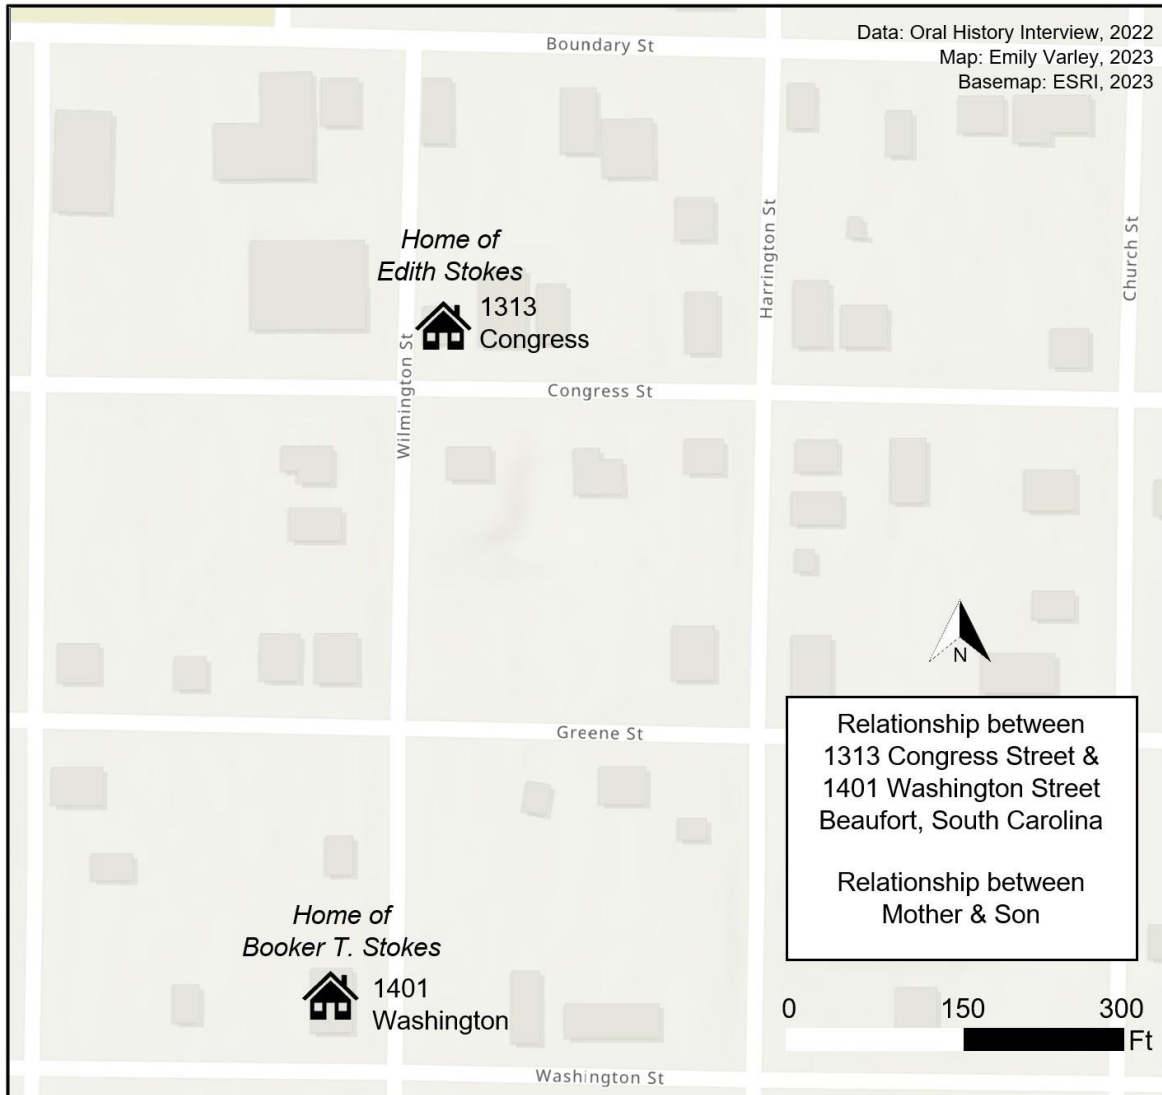 Data: Oral History Interview, 2022
Map: Emily Varley, 2023
Basemap: ESRI, 2023
Boundary St
Harrington St
Church St
Home of
Edith Stokes
1313
Congress
Wilmington St
Congress St
N
Greene St
Relationship between
1313 Congress Street &
1401 Washington Street
Beaufort, South Carolina
Relationship between
Mother & Son
Home of
Booker T. Stokes
1401
Washington
0 150 300
Ft
Washington St